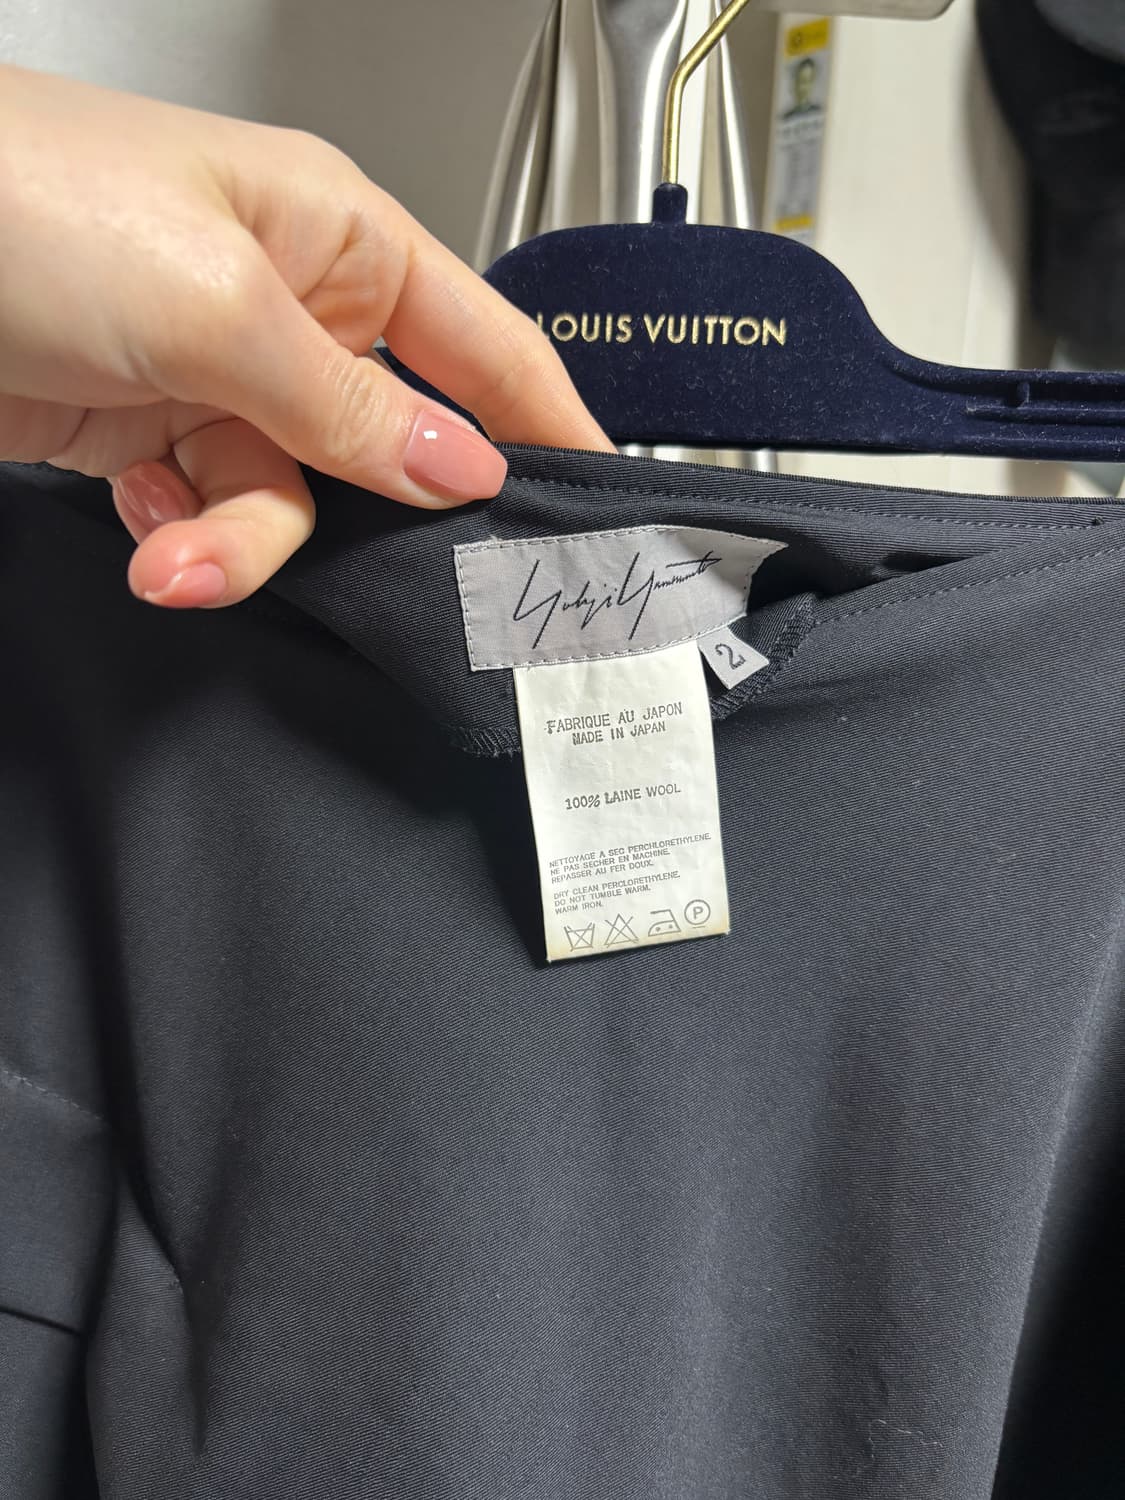 LOUIS VUITTON
Yohji Yamamoto
2
FABRIQUE AU JAPON
MADE IN JAPAN
100% LAINE WOOL
NETTOYAGE A SEC PERCHLORETHYLENE.
NE PAS SECHER EN MACHINE.
REPASSER AU FER DOUX.
DRY CLEAN PERCLORETHYLENE.
DO NOT TUMBLE WARM.
WARM IRON.
P